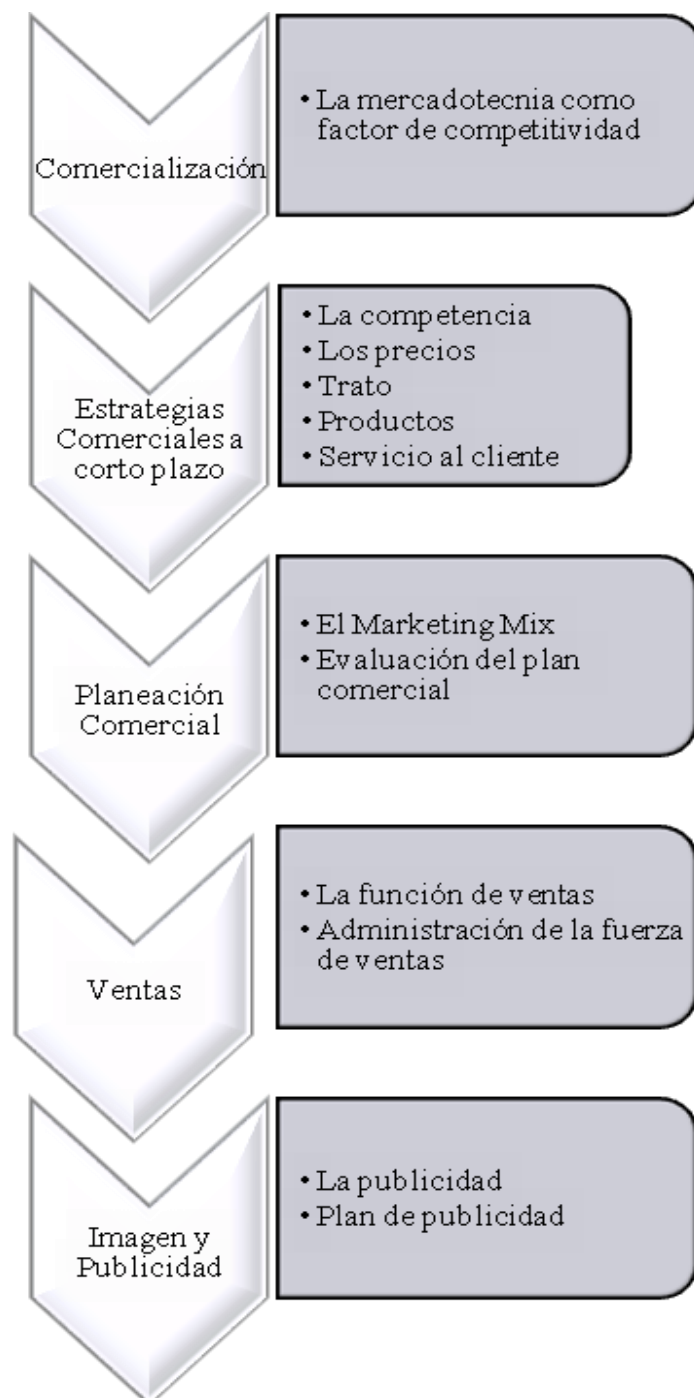 Comercialización
• La mercadotecnia como
factor de competitividad
Estrategias
Comerciales a
corto plazo
• La competencia
• Los precios
• Trato
• Productos
• Servicio al cliente
Planeación
Comercial
• El Marketing Mix
• Evaluación del plan
comercial
Ventas
• La función de ventas
• Administración de la fuerza
de ventas
Imagen y
Publicidad
• La publicidad
• Plan de publicidad